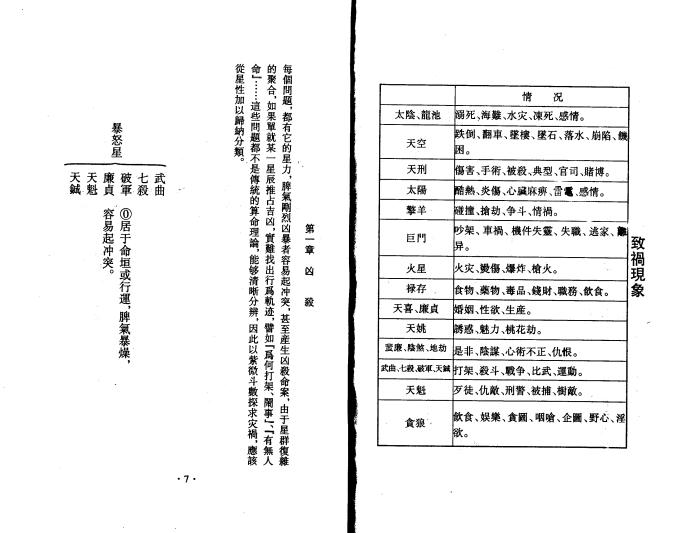 致禍現象
情況
太陰、龍池 溺死、海難、水灾、凍死、感情。
天空 跌倒、翻車、墜樓、墜石、落水、崩陷、機
困。
天刑 傷害、手術、被殺、典型、官司、賭博。
太陽 酷熱、炎傷、心臟麻痹、雷電、感情。
擎羊 碰撞、搶劫、争斗、情禍。
巨門 吵架、車禍、機件失靈、失職、逃家、離
异。
火星 火灾、燙傷、爆炸、槍火。
禄存 食物、藥物、毒品、錢財、職務、飲食。
天喜、廉貞 婚姻、性欲、生産。
天姚 誘惑、魅力、桃花劫。
蜚廉、陰煞、地劫 是非、陰謀、心術不正、仇恨。
武曲、七殺、破軍、天鉞 打架、殺斗、戰争、比武、運動。
天魁 歹徒、仇敵、刑警、被捕、樹敵。
貪狼 飲食、娱樂、貪圖、咽嗆、企圖、野心、淫
欲。
第一章 凶殺
每個問題，都有它的星力，脾氣剛烈凶暴者容易起冲突，甚至産生凶殺命案，由于星群復雜
的聚合，如果單就某一星辰推占吉凶，實難找出行爲軌迹，譬如『爲何打架、鬧事』、『有無人
命』……這些問題都不是傳統的算命理論，能够清晰分辨，因此以紫微斗數探求灾禍，應該
從星性加以歸納分類。
暴怒星
武曲
七殺
破軍
廉貞
天魁
天鉞
⓪居于命垣或行運，脾氣暴燥，
容易起冲突。
·7·